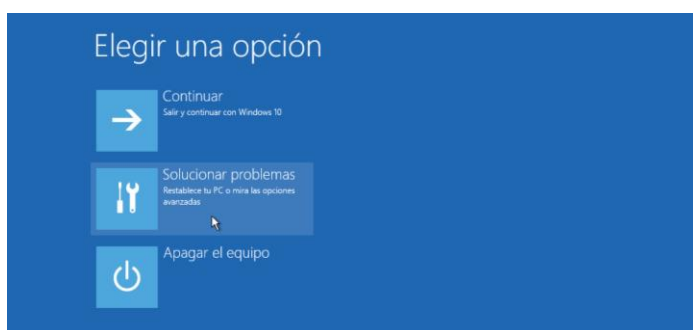 Elegir una opción
Continuar
Salir y continuar con Windows 10
Solucionar problemas
Restablece tu PC o mira las opciones
avanzadas
Apagar el equipo